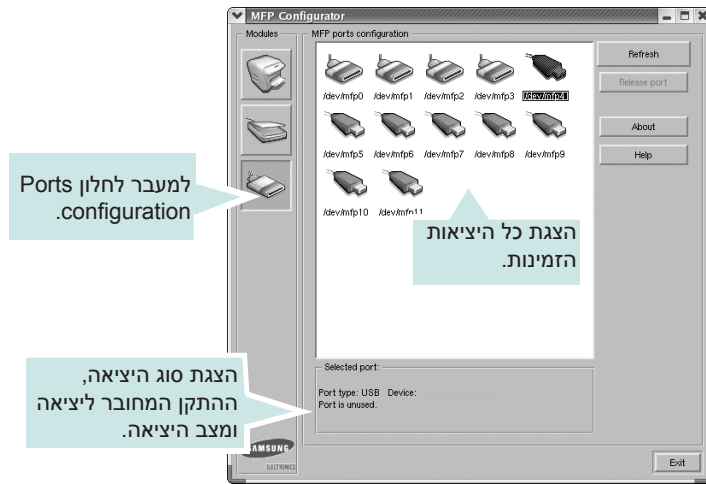 MFP Configurator
Modules
MFP ports configuration
/dev/mfp0 /dev/mfp1 /dev/mfp2 /dev/mfp3 /dev/mfp4
/dev/mfp5 /dev/mfp6 /dev/mfp7 /dev/mfp8 /dev/mfp9
/dev/mfp10 /dev/mfp11
Refresh
Release port
About
Help
למעבר לחלון Ports
configuration.
הצגת כל היציאות
הזמינות.
הצגת סוג היציאה,
ההתקן המחובר ליציאה
ומצב היציאה.
Selected port:
Port type: USB Device:
Port is unused.
SAMSUNG
ELECTRONICS
Exit